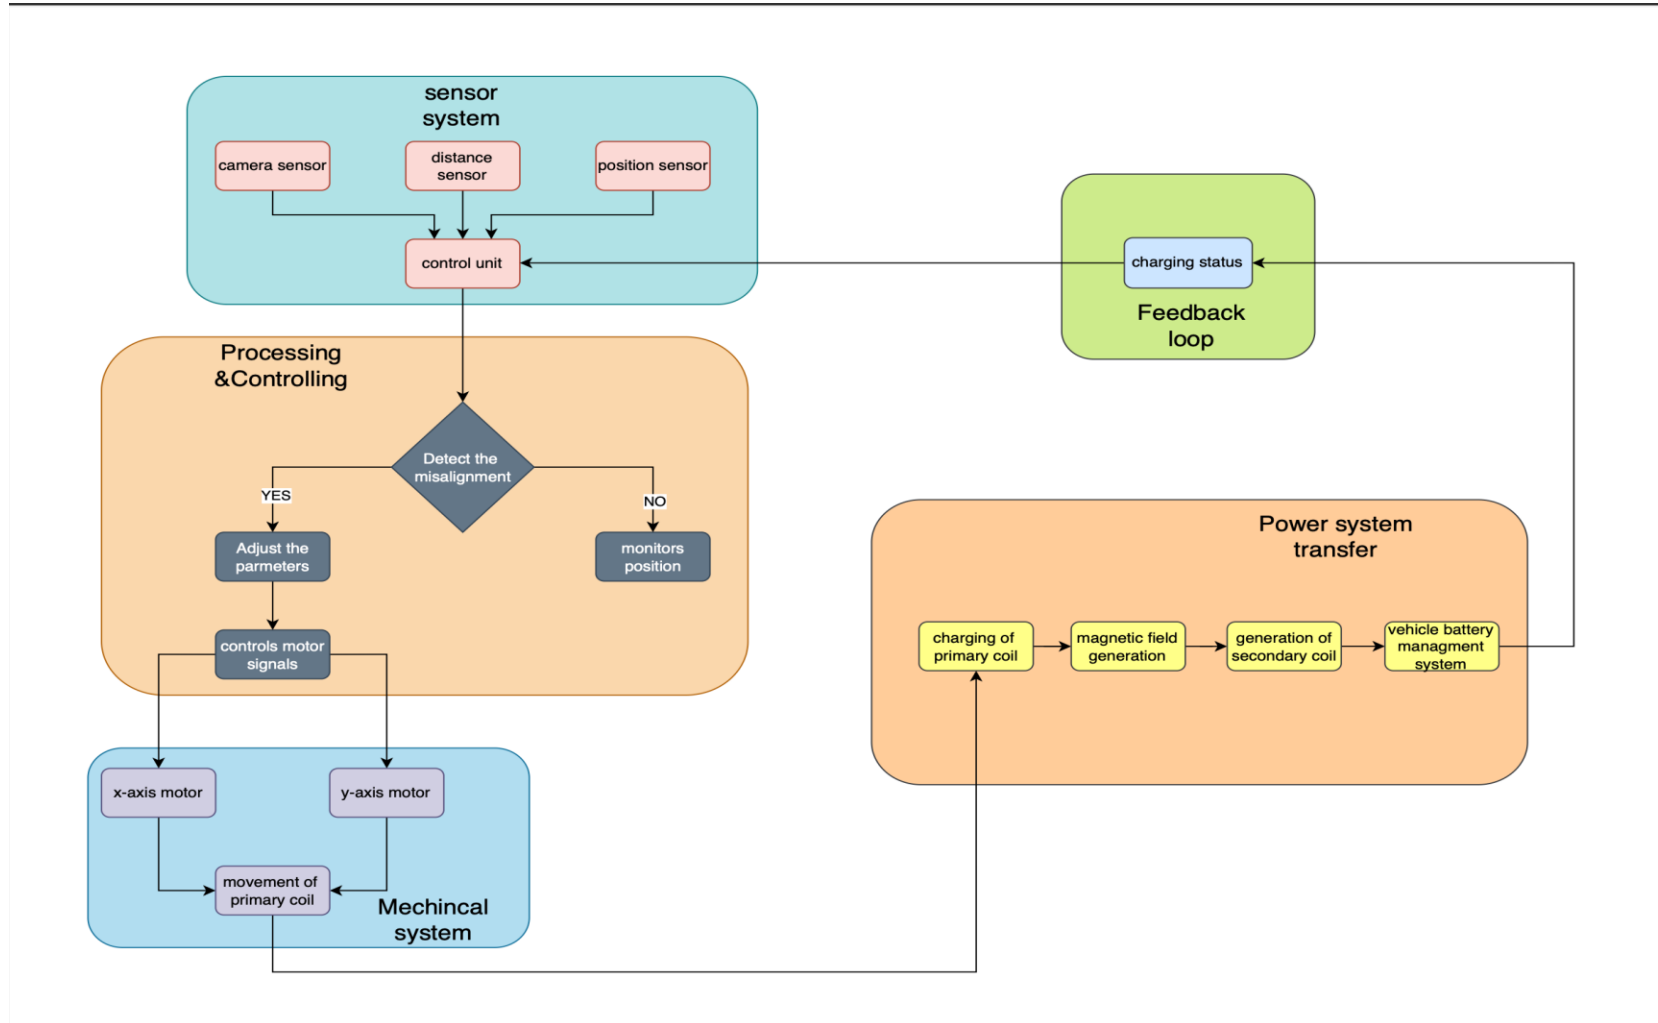 sensor
system
camera sensor
distance
sensor
position sensor
control unit
charging status
Feedback
loop
Processing
&Controlling
Detect the
misalignment
YES
NO
Adjust the
parmeters
monitors
position
controls motor
signals
Power system
transfer
charging of
primary coil
magnetic field
generation
generation of
secondary coil
vehicle battery
managment
system
x-axis motor
y-axis motor
movement of
primary coil
Mechincal
system